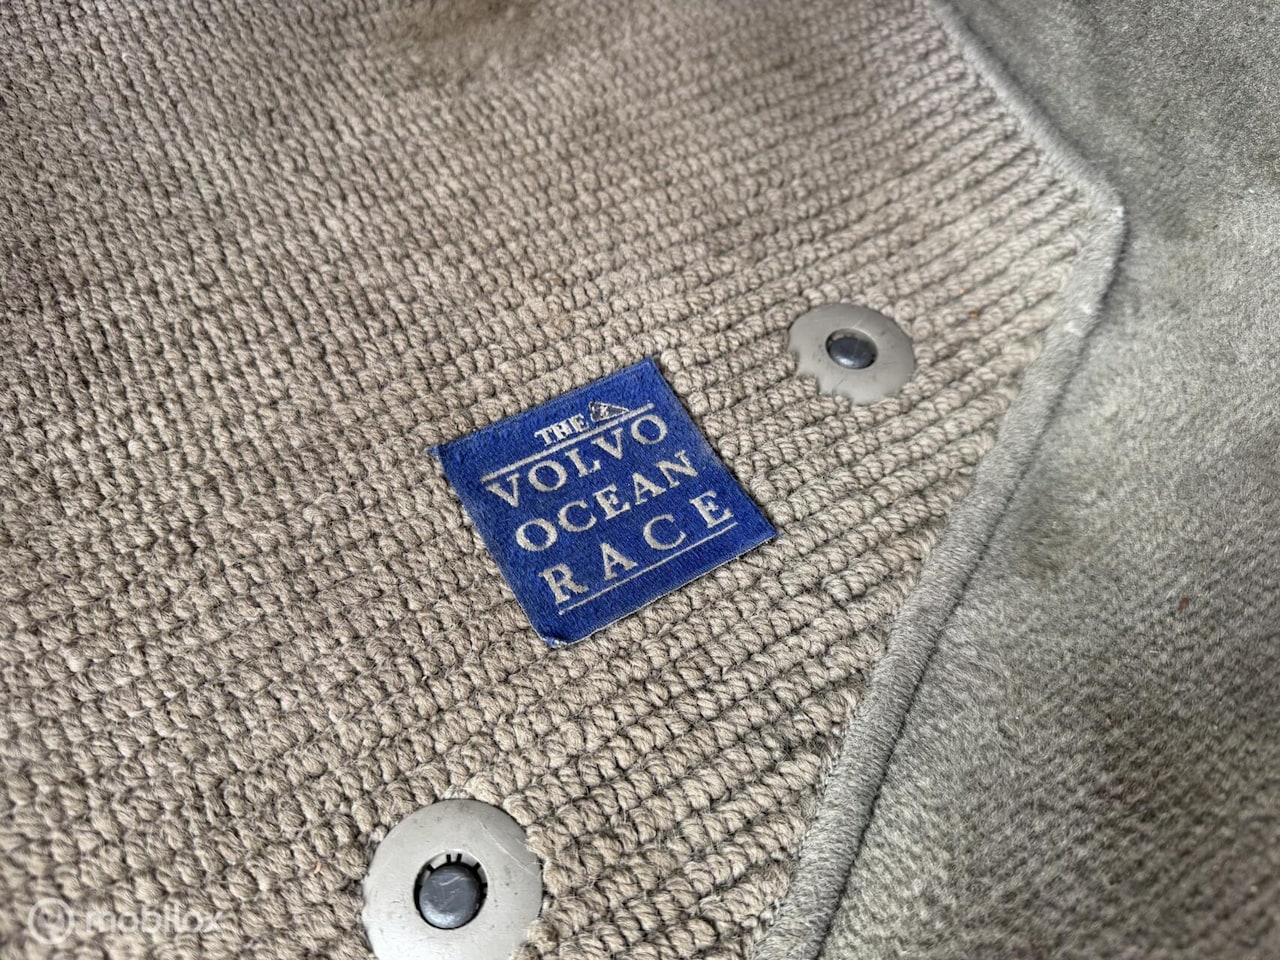 THE
VOLVO
OCEAN
RACE
mobilox